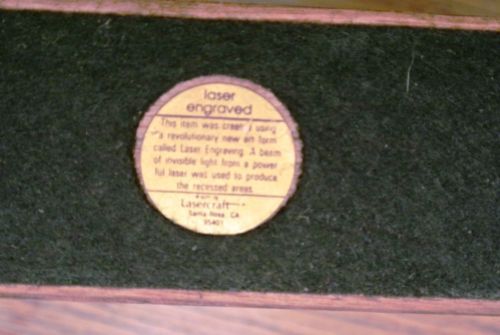 laser
engraved
This item was using
a revolutionary new art form
called Laser Engraving. A beam
of invisible light from a power
ful laser was used to produce
the recessed areas.
Lasercraft
Santa Rosa, CA
95401